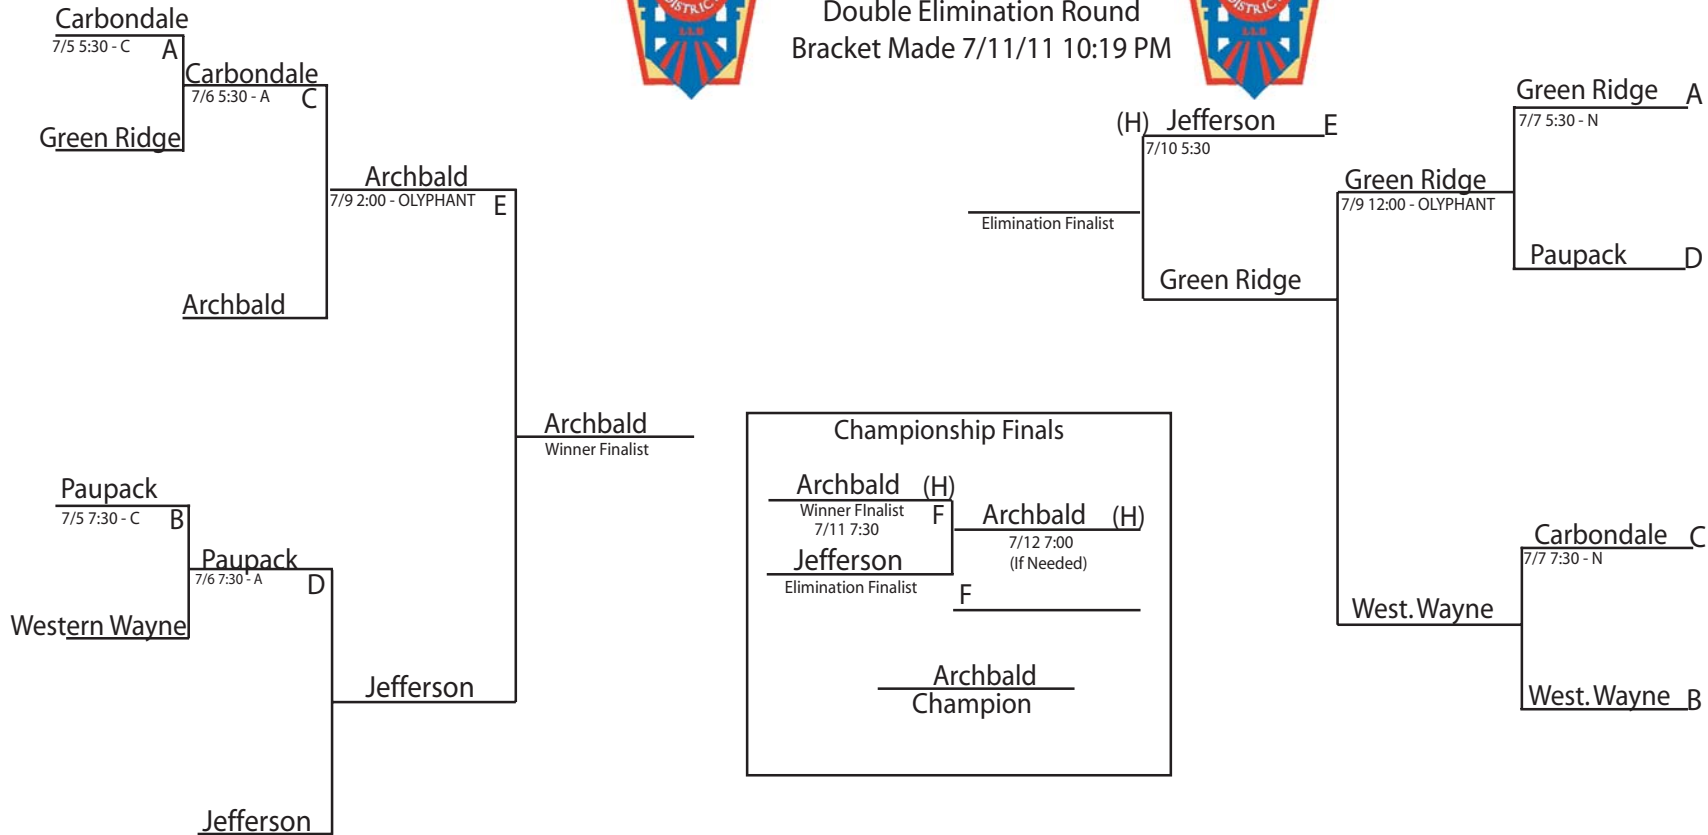 DISTRICT
LLB
DISTRICT
LLB
Double Elimination Round
Bracket Made 7/11/11 10:19 PM
Carbondale
7/5 5:30 - C
A
Carbondale
7/6 5:30 - A
C
Green Ridge
Archbald
7/9 2:00 - OLYPHANT
E
Archbald
Archbald
Winner Finalist
Paupack
7/5 7:30 - C
B
Paupack
7/6 7:30 - A
D
Western Wayne
Jefferson
Jefferson
Championship Finals
Archbald (H)
Winner FInalist
F
7/11 7:30
Archbald (H)
7/12 7:00
(If Needed)
Jefferson
Elimination Finalist
F
Archbald
Champion
(H) Jefferson E
7/10 5:30
Elimination Finalist
Green Ridge
Green Ridge
7/9 12:00 - OLYPHANT
Green Ridge A
7/7 5:30 - N
Paupack D
West. Wayne
Carbondale C
7/7 7:30 - N
West. Wayne B